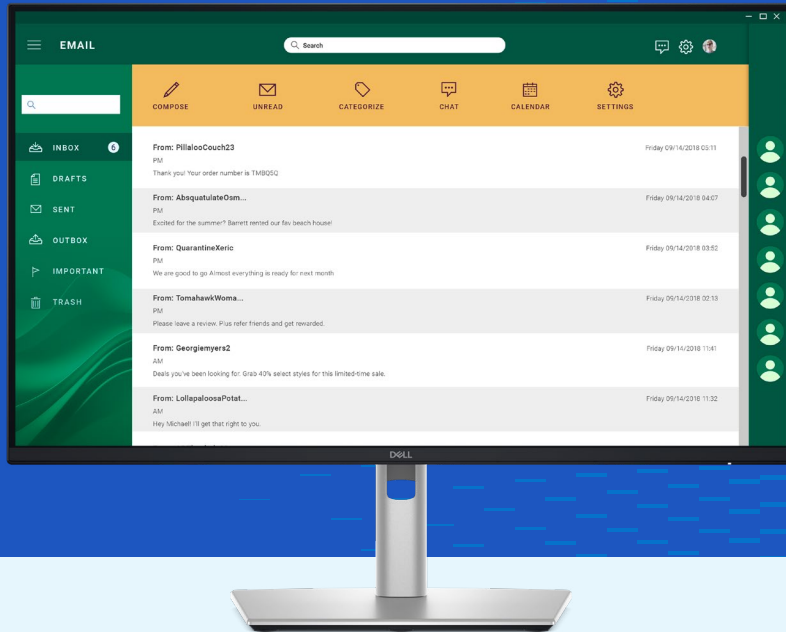 EMAIL
Search
COMPOSE UNREAD CATEGORIZE CHAT CALENDAR SETTINGS
INBOX 6
DRAFTS
SENT
OUTBOX
IMPORTANT
TRASH
From: PillalooCouch23 Friday 09/14/2018 05:11
PM
Thank you! Your order number is TMBQSQ
From: AbsquatulateOsm... Friday 09/14/2018 04:07
PM
Excited for the summer? Barrett rented our fav beach house!
From: QuarantineXeric Friday 09/14/2018 03:52
PM
We are good to go Almost everything is ready for next month
From: TomahawkWoma... Friday 09/14/2018 02:13
PM
Please leave a review. Plus refer friends and get rewarded.
From: Georgiemyers2 Friday 09/14/2018 11:41
AM
Deals you've been looking for. Grab 40% select styles for this limited-time sale.
From: LollapaloosaPotat... Friday 09/14/2018 11:32
AM
Hey Michael! I'll get that right to you.
DELL